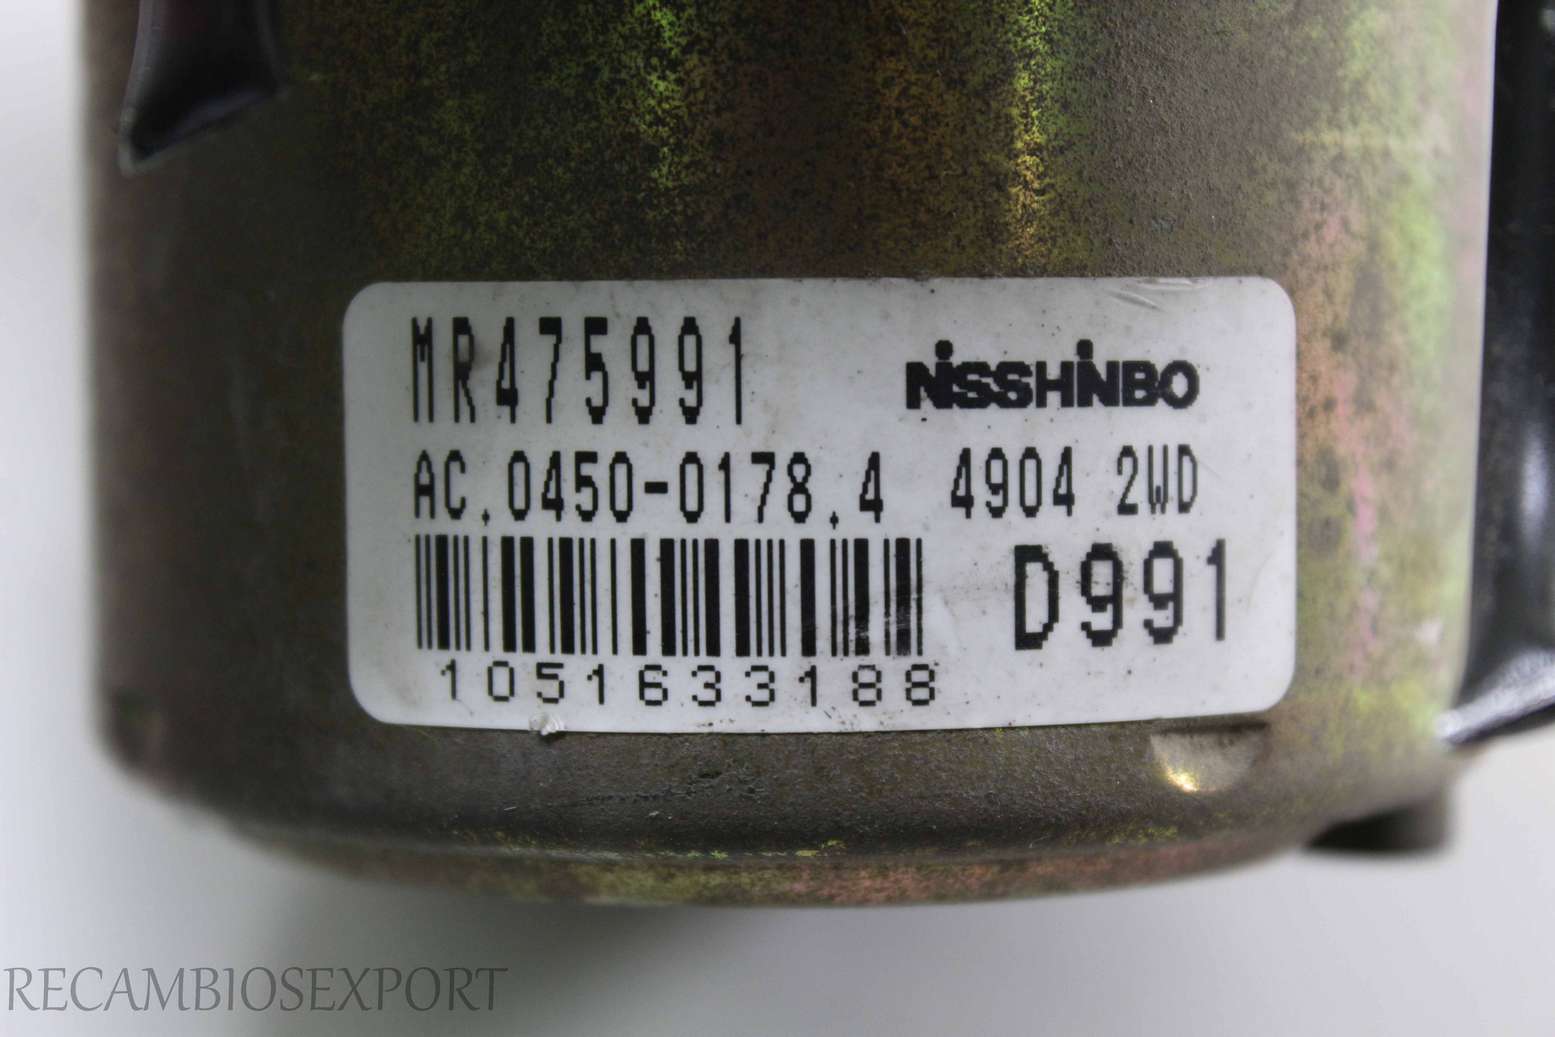 MR475991 NISSHINBO
AC.0450-0178.4 4904 2WD
D991
1051633188
RECAMBIOSEXPORT